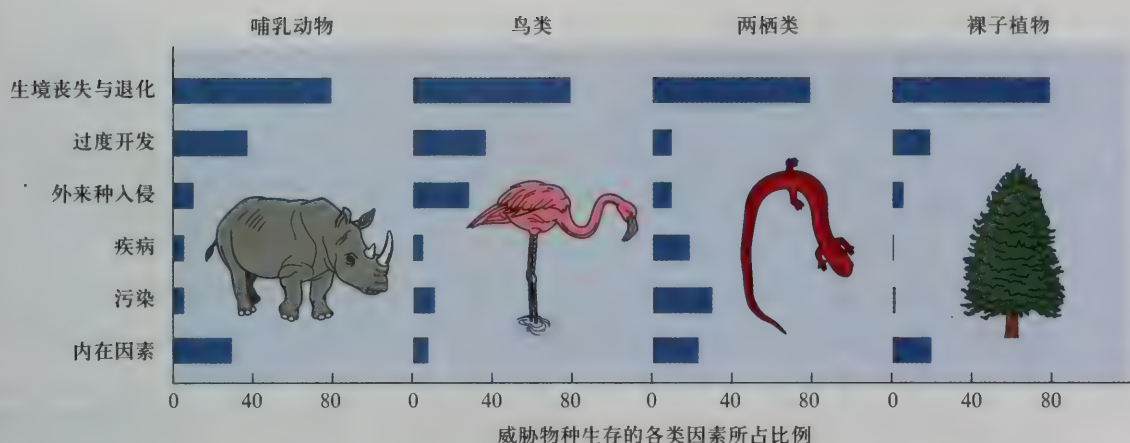 哺乳动物 鸟类 两栖类 裸子植物
生境丧失与退化
过度开发
外来种入侵
疾病
污染
内在因素
0 40 80 0 40 80 0 40 80 0 40 80
威胁物种生存的各类因素所占比例